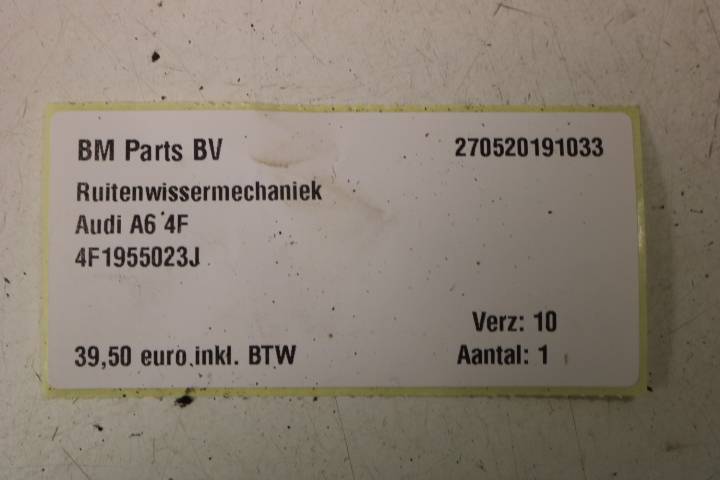 BM Parts BV 270520191033
Ruitenwissermechaniek
Audi A6 4F
4F1955023J
Verz: 10
39,50 euro inkl. BTW Aantal: 1